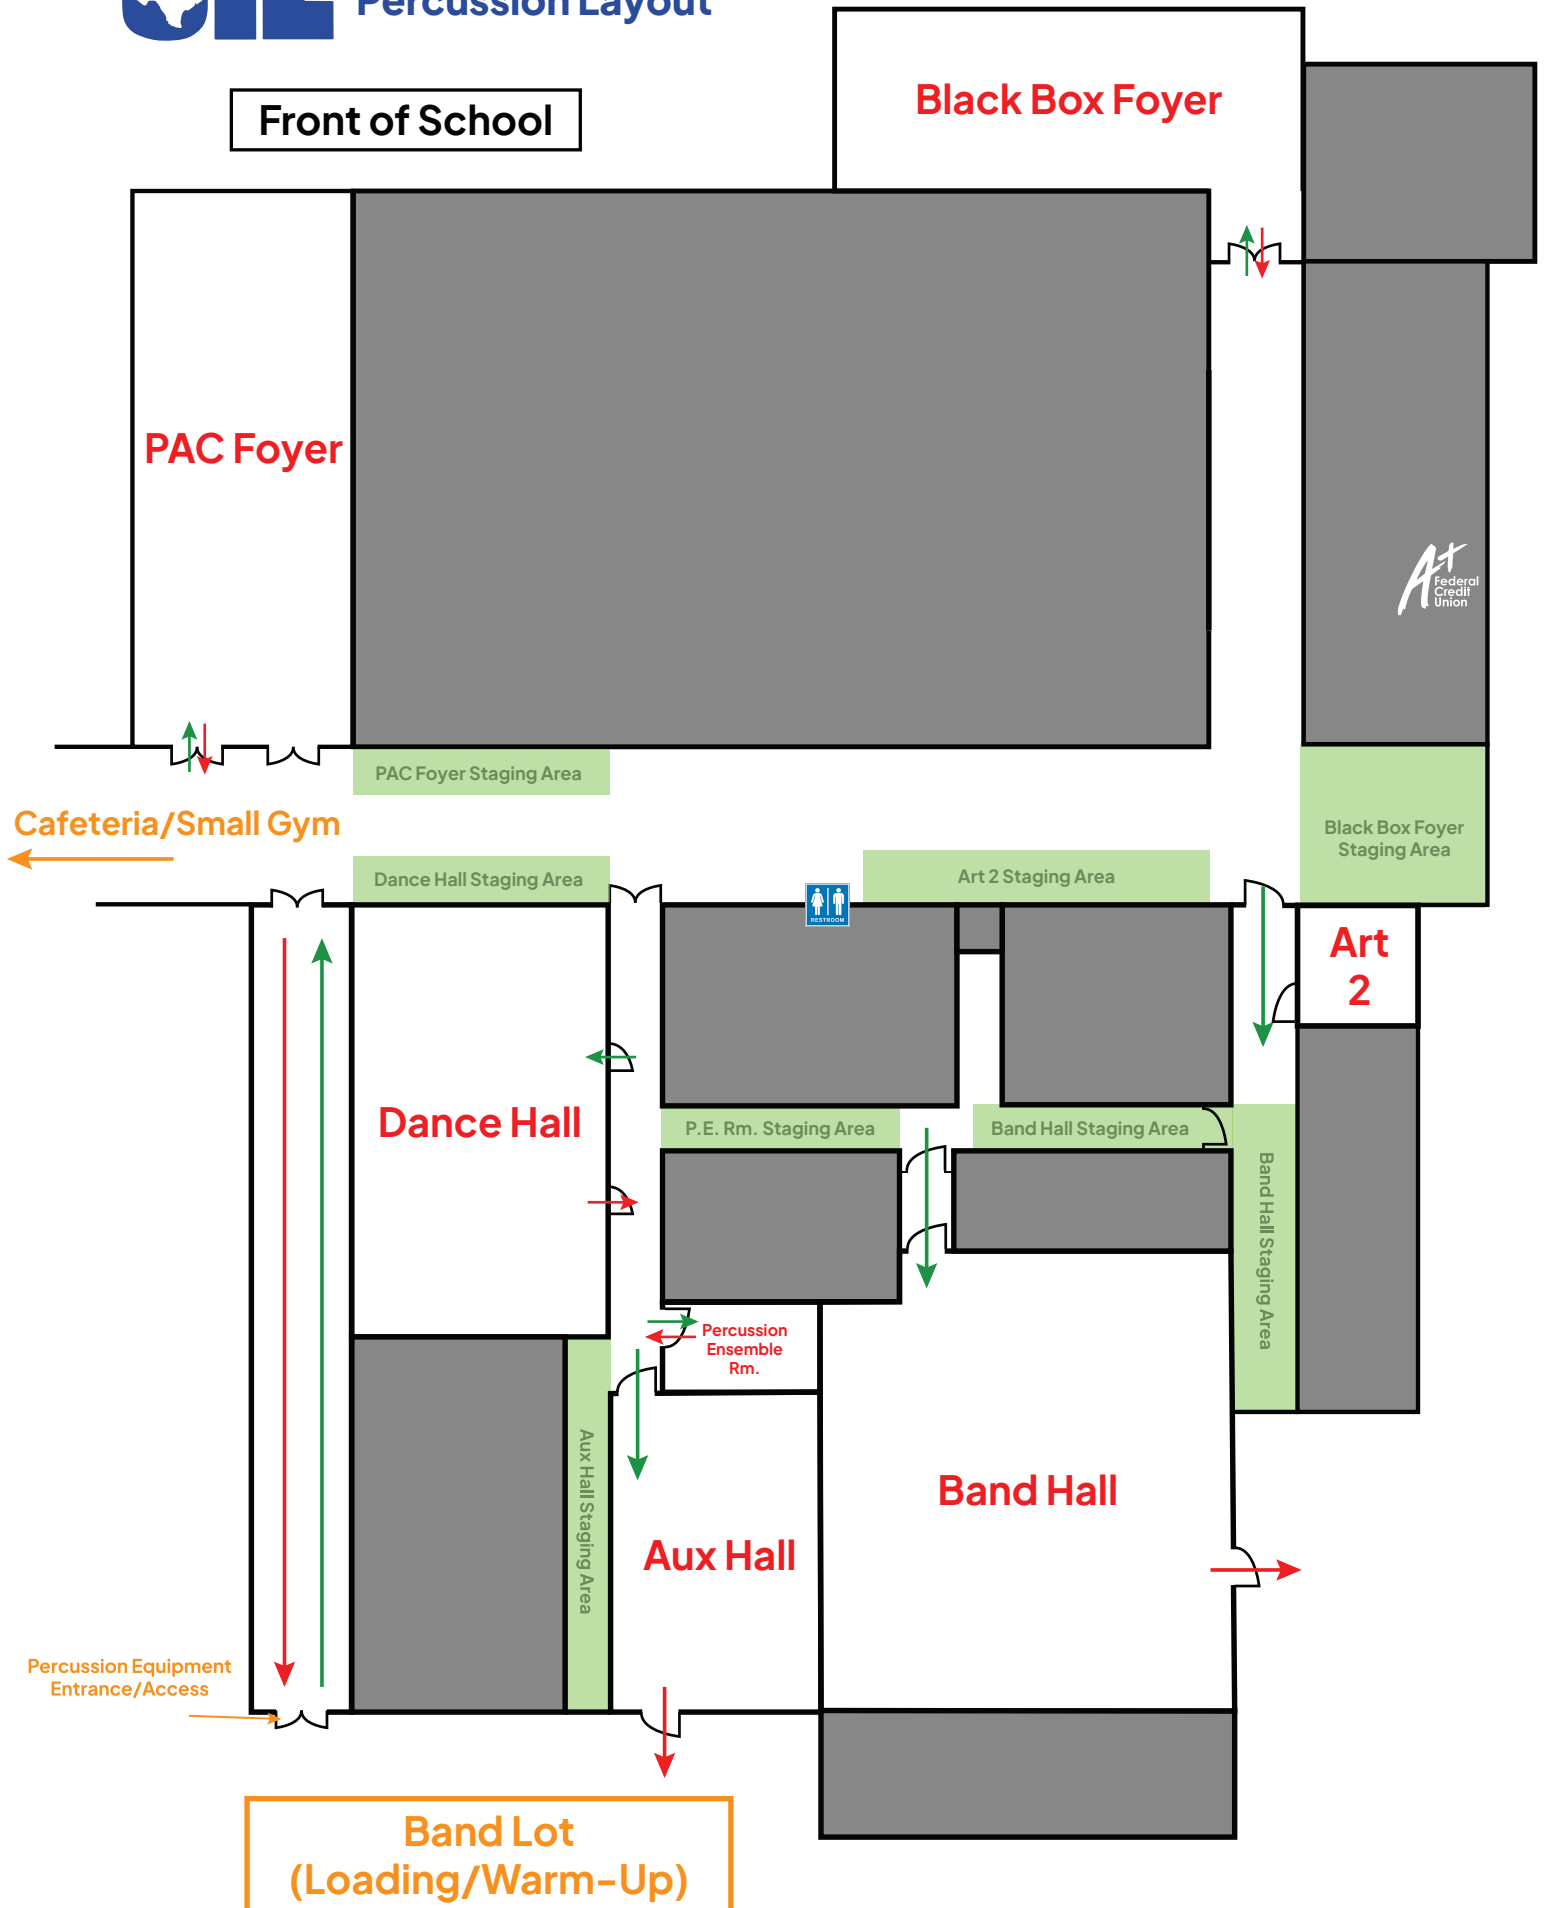 Percussion Layout
Front of School
Black Box Foyer
PAC Foyer
A+
Federal
Credit
Union
PAC Foyer Staging Area
Cafeteria/Small Gym
Black Box Foyer
Staging Area
Dance Hall Staging Area
Art 2 Staging Area
RESTROOM
Art
2
Dance Hall
P.E. Rm. Staging Area
Band Hall Staging Area
Band Hall Staging Area
Percussion
Ensemble
Rm.
Aux Hall Staging Area
Band Hall
Aux Hall
Percussion Equipment
Entrance/Access
Band Lot
(Loading/Warm-Up)